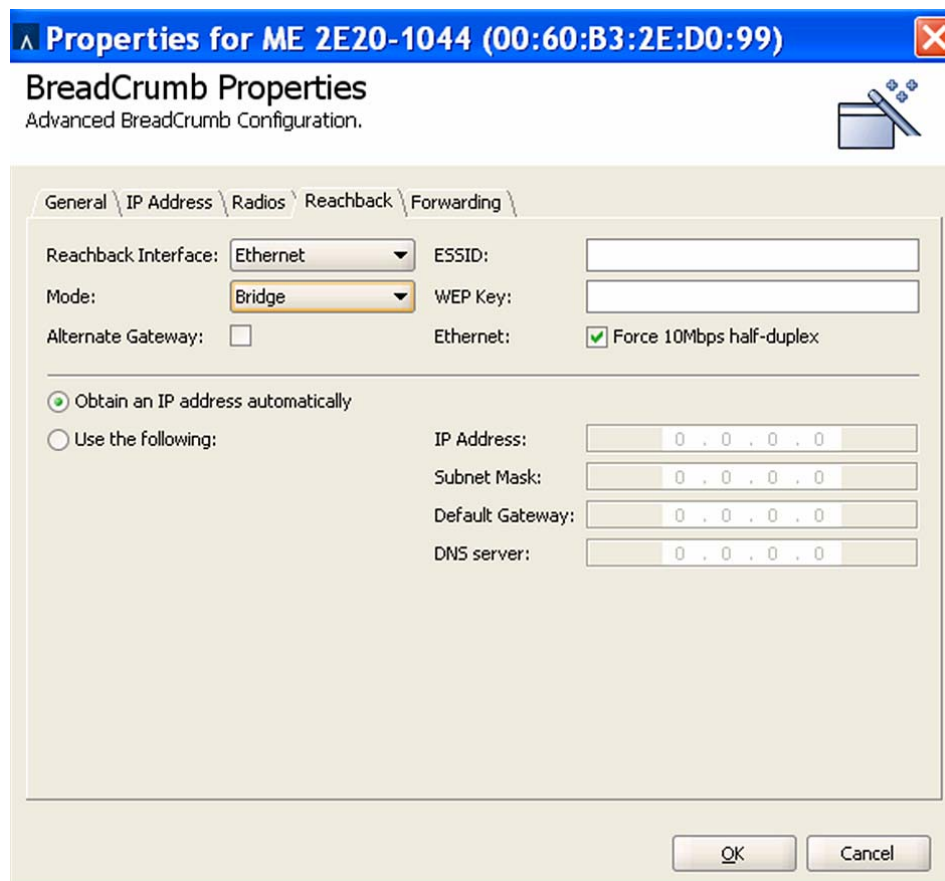 Properties for ME 2E20-1044 (00:60:B3:2E:D0:99)
BreadCrumb Properties
Advanced BreadCrumb Configuration.
General IP Address Radios Reachback Forwarding
Reachback Interface: Ethernet ESSID:
Mode: Bridge WEP Key:
Alternate Gateway: Ethernet: Force 10Mbps half-duplex
Obtain an IP address automatically
Use the following: IP Address: 0 . 0 . 0 . 0
Subnet Mask: 0 . 0 . 0 . 0
Default Gateway: 0 . 0 . 0 . 0
DNS server: 0 . 0 . 0 . 0
OK Cancel